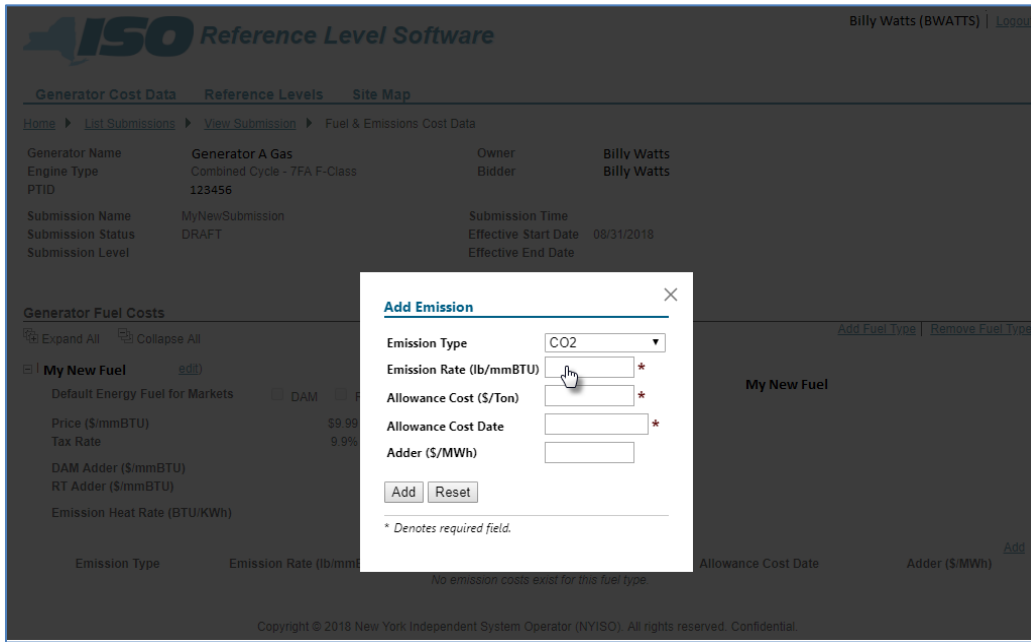 Billy Watts (BWATTS) | Logout
ISO Reference Level Software
Generator Cost Data Reference Levels Site Map
Home List Submissions View Submission Fuel & Emissions Cost Data
Generator Name Generator A Gas Owner Billy Watts
Engine Type Combined Cycle - 7FA F-Class Bidder Billy Watts
PTID 123456
Submission Name MyNewSubmission Submission Time
Submission Status DRAFT Effective Start Date 08/31/2018
Submission Level Effective End Date
Generator Fuel Costs
Expand All Collapse All Add Fuel Type | Remove Fuel Type
My New Fuel edit) My New Fuel
Default Energy Fuel for Markets DAM
Price ($/mmBTU) $9.99
Tax Rate 9.9%
DAM Adder ($/mmBTU)
RT Adder ($/mmBTU)
Emission Heat Rate (BTU/KWh)
Add
Emission Type Emission Rate (lb/mmB Allowance Cost Date Adder ($/MWh)
No emission costs exist for this fuel type.
Copyright © 2018 New York Independent System Operator (NYISO). All rights reserved. Confidential.
Add Emission
Emission Type CO2
Emission Rate (lb/mmBTU) *
Allowance Cost ($/Ton) *
Allowance Cost Date *
Adder ($/MWh)
Add Reset
* Denotes required field.